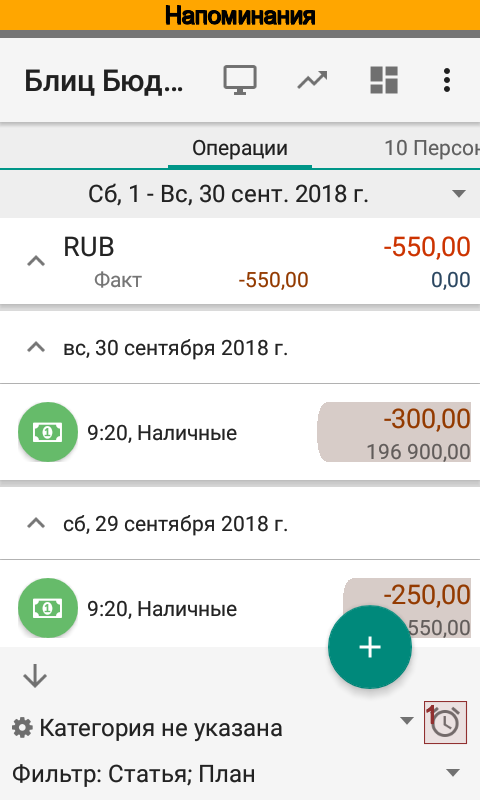 Напоминания
Блиц Бюд...
Операции 10 Персон
Сб, 1 - Вс, 30 сент. 2018 г.
RUB -550,00
Факт -550,00 0,00
вс, 30 сентября 2018 г.
-300,00
9:20, Наличные
196 900,00
сб, 29 сентября 2018 г.
-250,00
9:20, Наличные
550,00
+
Категория не указана 1
Фильтр: Статья; План